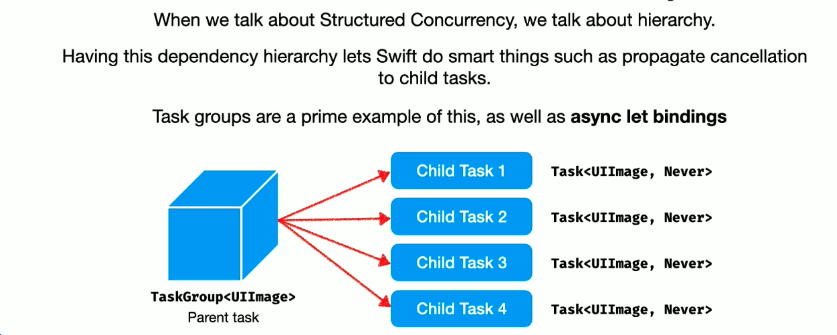 When we talk about Structured Concurrency, we talk about hierarchy.
Having this dependency hierarchy lets Swift do smart things such as propagate cancellation
to child tasks.
Task groups are a prime example of this, as well as async let bindings
Child Task 1 Task<UIImage, Never>
Child Task 2 Task<UIImage, Never>
Child Task 3 Task<UIImage, Never>
Child Task 4 Task<UIImage, Never>
TaskGroup<UIImage>
Parent task